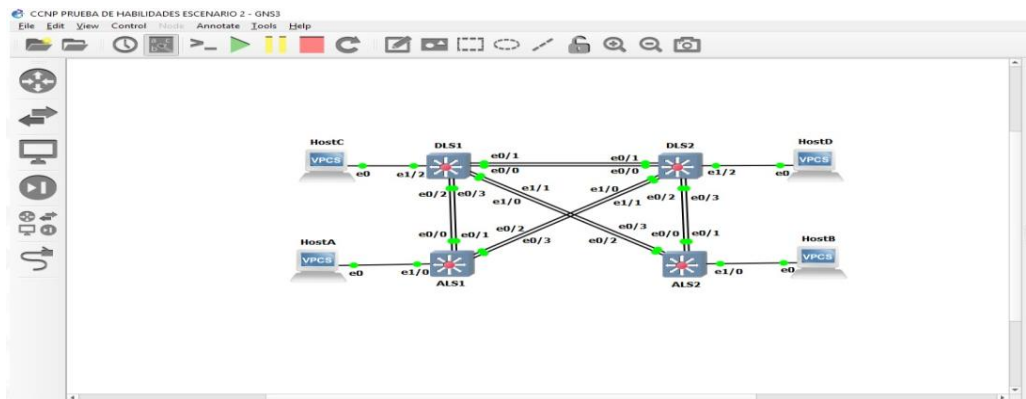 CCNP PRUEBA DE HABILIDADES ESCENARIO 2 - GNS3
File Edit View Control Node Annotate Tools Help
HostC
DLS1
DLS2
HostD
VPCS
e0
e1/2
e0/1
e0/0
e0/1
e0/0
e1/2
e0
VPCS
e0/2
e0/3
e1/1
e1/0
e1/0
e1/1
e0/2
e0/3
HostA
e0/0
e0/1
e0/2
e0/3
e0/3
e0/2
e0/0
e0/1
HostB
VPCS
e0
e1/0
ALS1
ALS2
e1/0
e0
VPCS